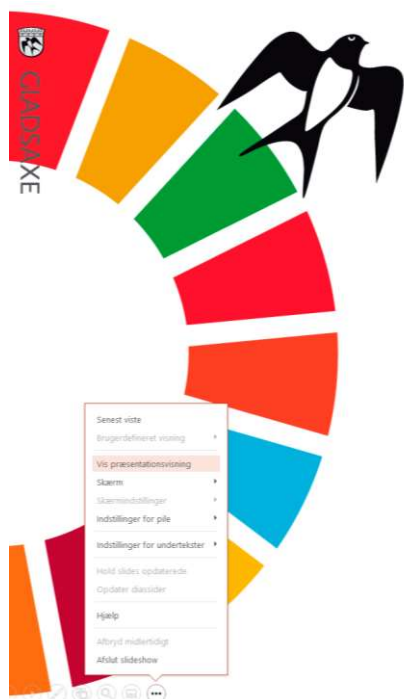 GLADSAXE
Senest viste
Brugerdefineret visning
Vis præsentationsvisning
Skærm
Skærmindstillinger
Indstillinger for pile
Indstillinger for undertekster
Hold slides opdaterede
Opdater diassider
Hjælp
Afbryd midlertidigt
Afslut slideshow